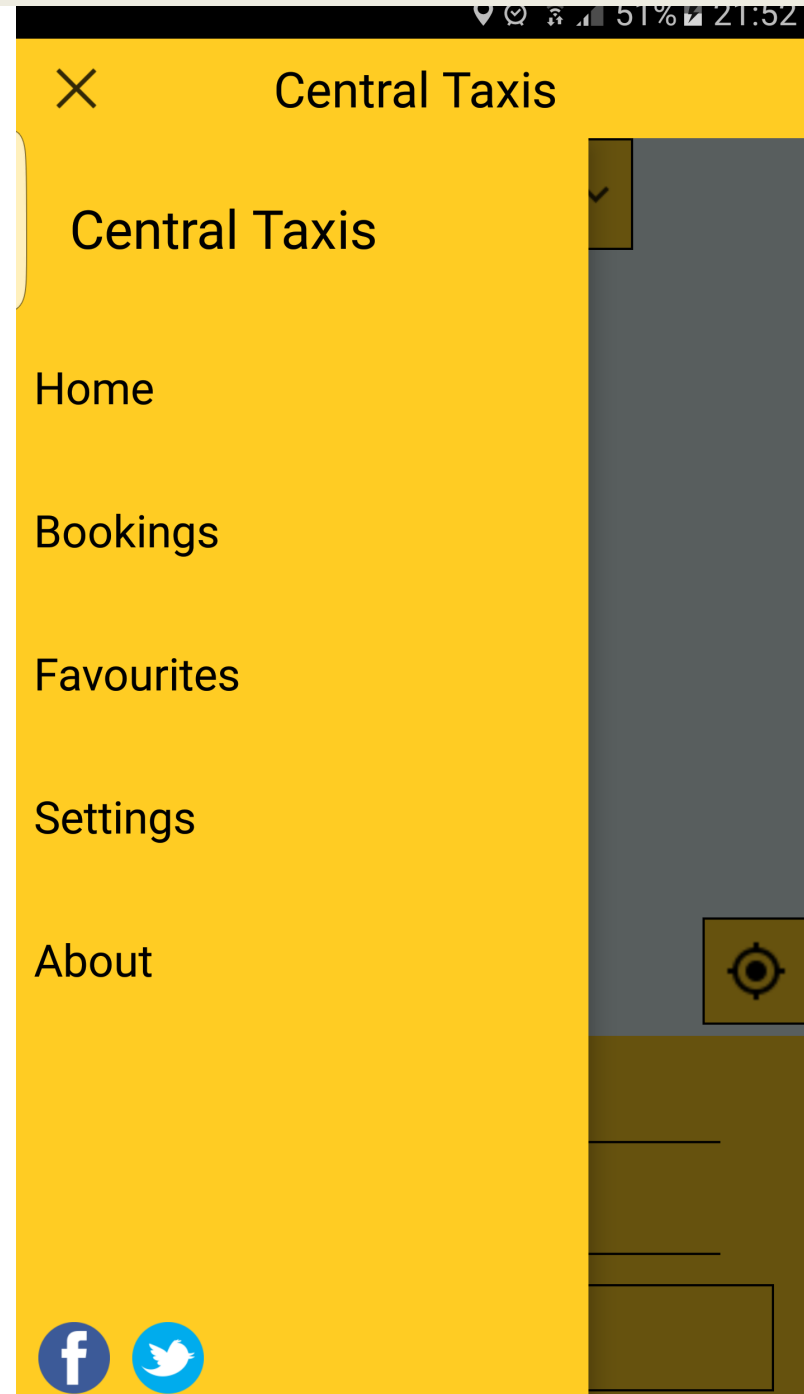 51% 21:52
Central Taxis
Central Taxis
Home
Bookings
Favourites
Settings
About